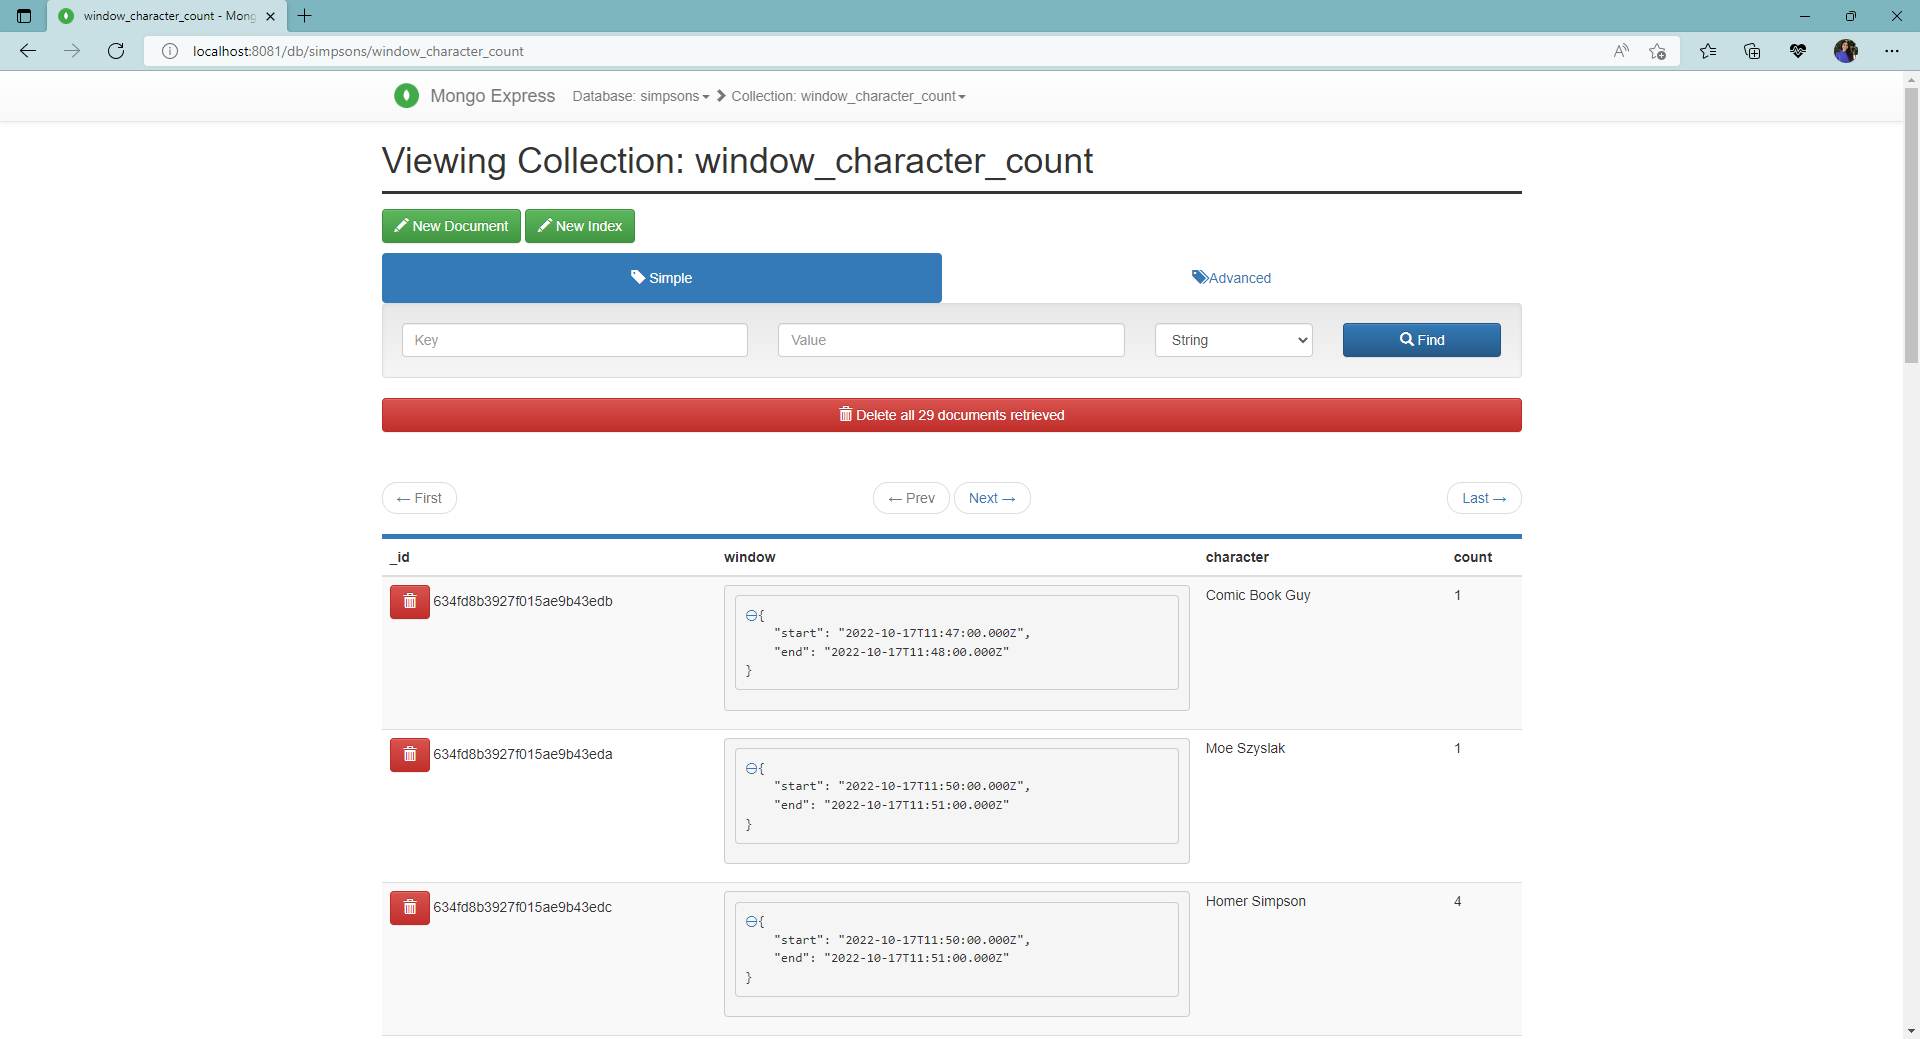 window_character_count - Mong
localhost:8081/db/simpsons/window_character_count
Mongo Express Database: simpsons Collection: window_character_count
Viewing Collection: window_character_count
New Document New Index
Simple Advanced
Key Value String Find
Delete all 29 documents retrieved
← First ← Prev Next → Last →
_id window character count
634fd8b3927f015ae9b43edb Comic Book Guy 1
{
"start": "2022-10-17T11:47:00.000Z",
"end": "2022-10-17T11:48:00.000Z"
}
634fd8b3927f015ae9b43eda Moe Szyslak 1
{
"start": "2022-10-17T11:50:00.000Z",
"end": "2022-10-17T11:51:00.000Z"
}
634fd8b3927f015ae9b43edc Homer Simpson 4
{
"start": "2022-10-17T11:50:00.000Z",
"end": "2022-10-17T11:51:00.000Z"
}